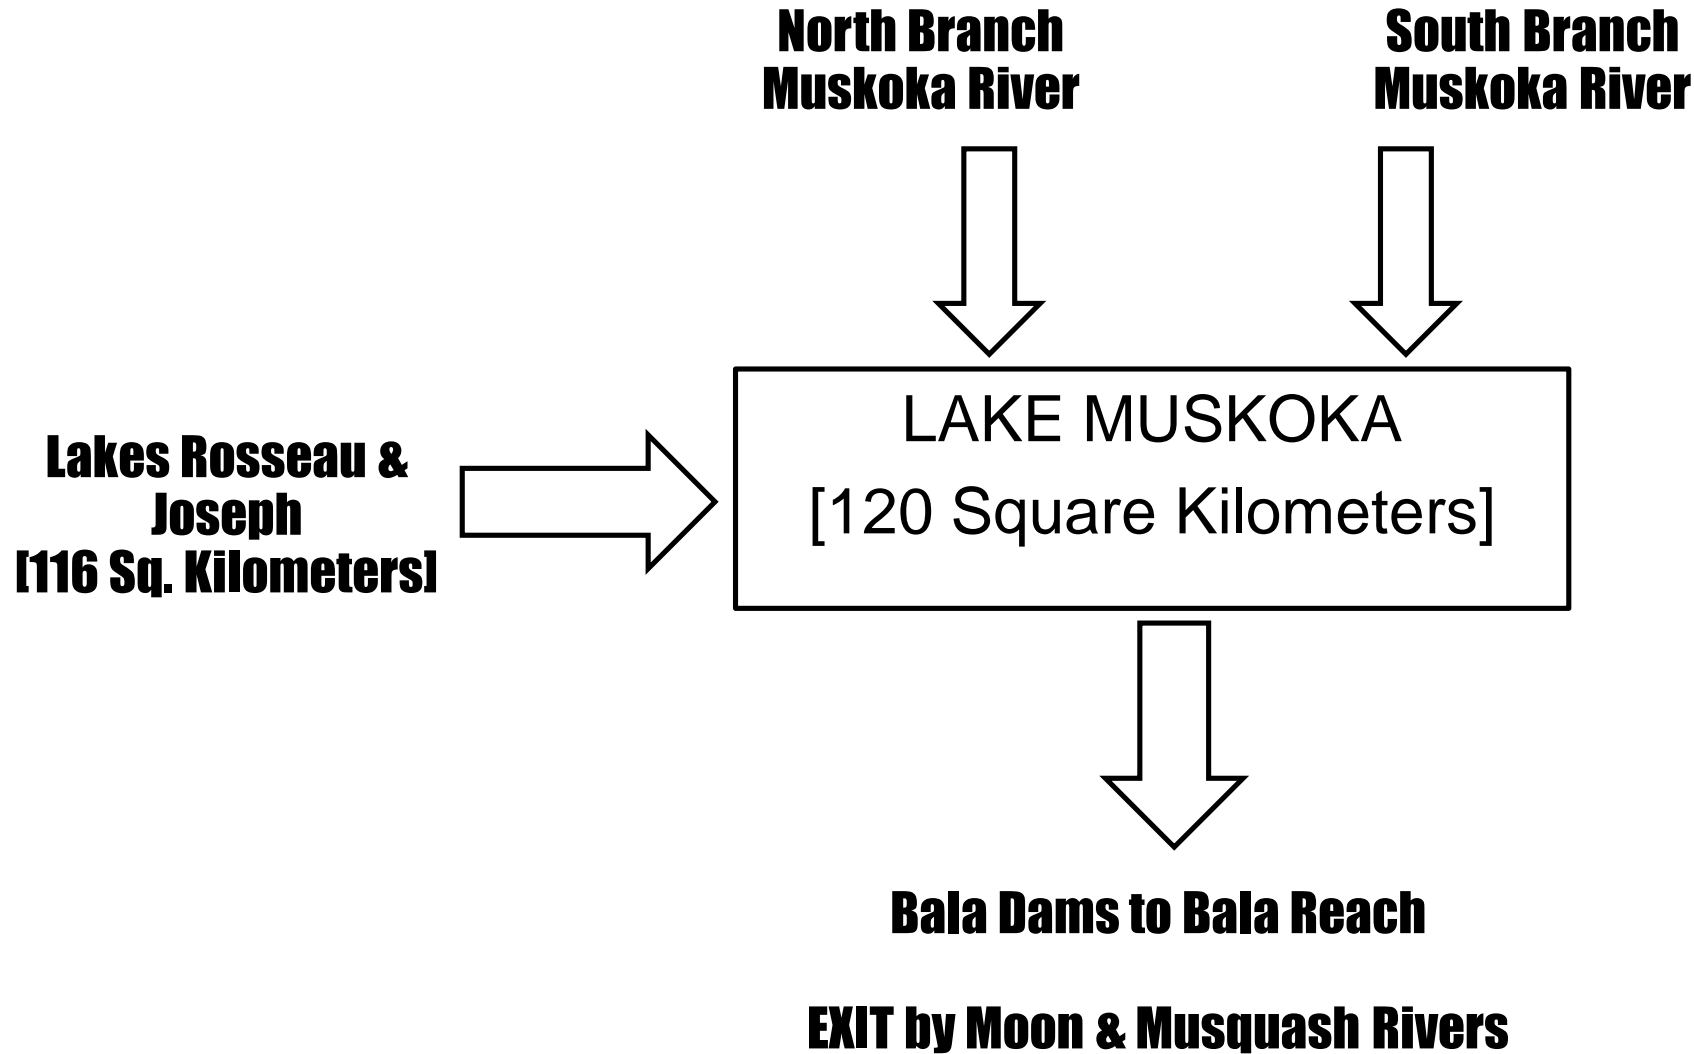 North Branch
Muskoka River
South Branch
Muskoka River
LAKE MUSKOKA
[120 Square Kilometers]
Lakes Rosseau &
Joseph
[116 Sq. Kilometers]
Bala Dams to Bala Reach
EXIT by Moon & Musquash Rivers